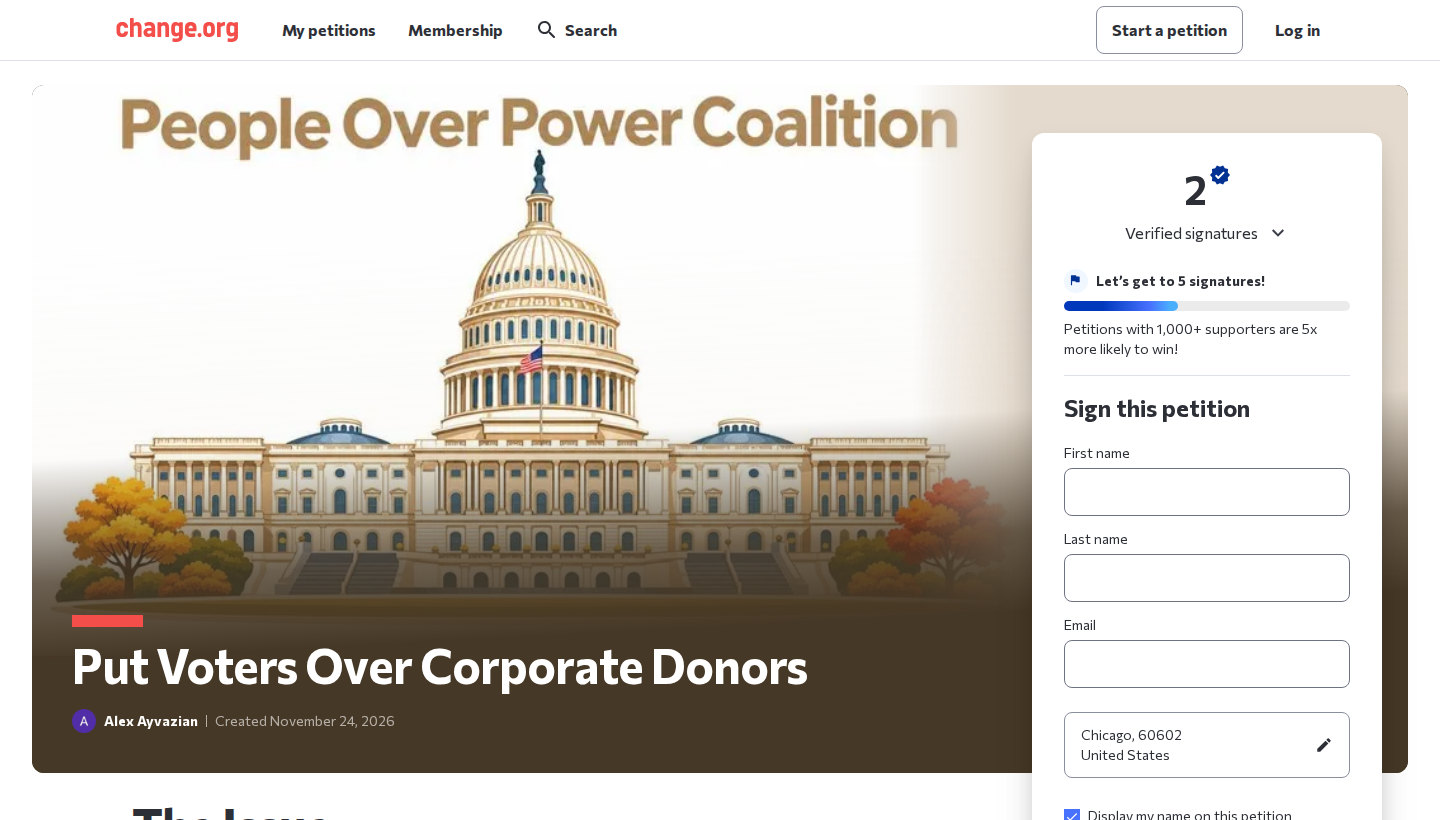 change.org
My petitions
Membership
Search
Start a petition
Log in
People Over Power Coalition
Put Voters Over Corporate Donors
A
Alex Ayvazian
Created November 24, 2026
2
Verified signatures
Let’s get to 5 signatures!
Petitions with 1,000+ supporters are 5x
more likely to win!
Sign this petition
First name
Last name
Email
Chicago, 60602
United States
Display my name on this petition
The Issue